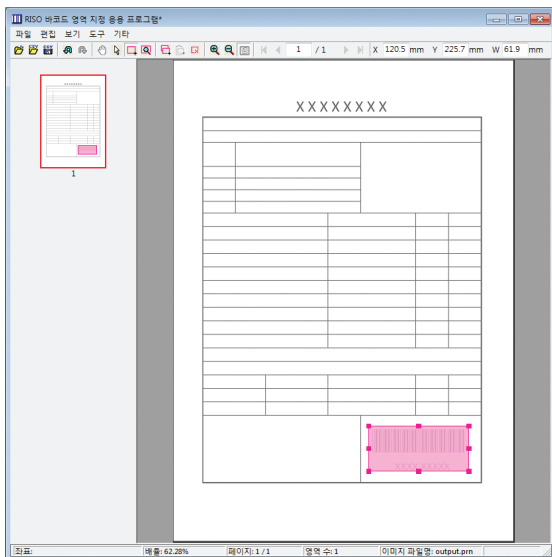 RISO 바코드 영역 지정 응용 프로그램*
파일 편집 보기 도구 기타
1 / 1 X 120.5 mm Y 225.7 mm W 61.9 mm
XXXXXXXX
1
XXXX XXXXX
좌표: 배율: 62.28% 페이지: 1 / 1 영역 수: 1 이미지 파일명: output.prn